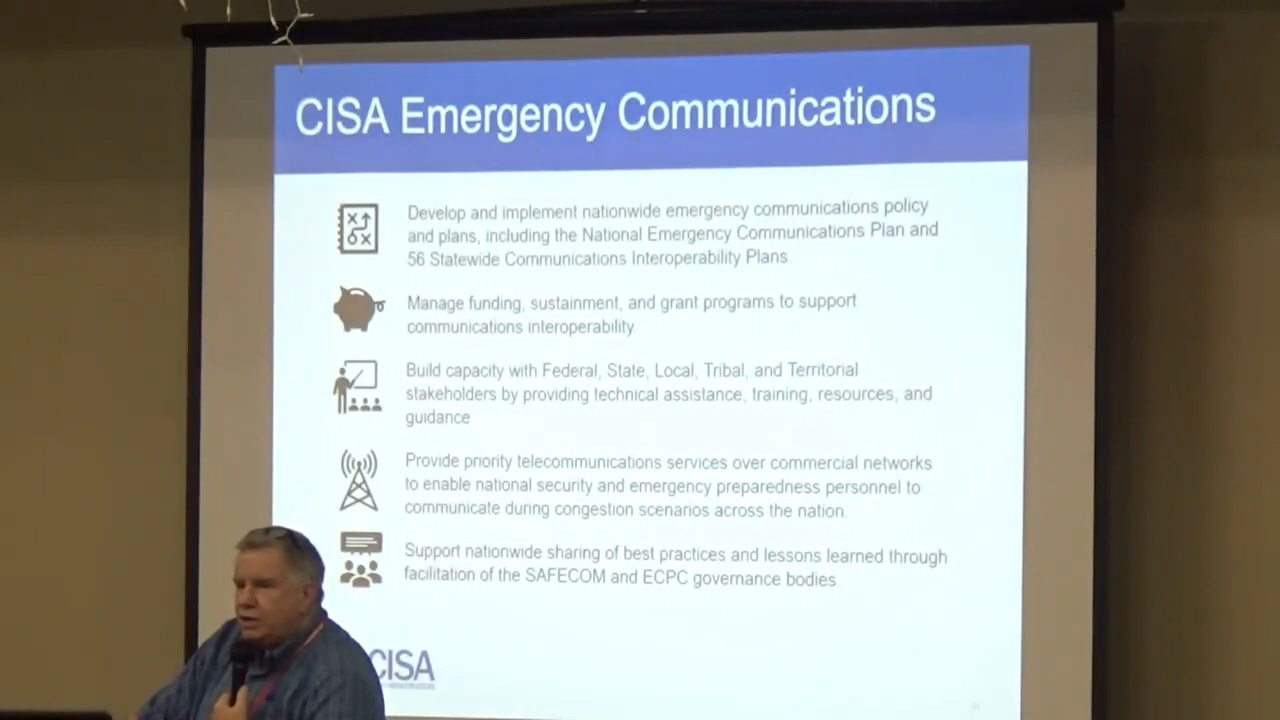 CISA Emergency Communications
Develop and implement nationwide emergency communications policy
and plans, including the National Emergency Communications Plan and
56 Statewide Communications Interoperability Plans.
Manage funding, sustainment, and grant programs to support
communications interoperability
Build capacity with Federal, State, Local, Tribal, and Territorial
stakeholders by providing technical assistance, training, resources, and
guidance
Provide priority telecommunications services over commercial networks
to enable national security and emergency preparedness personnel to
communicate during congestion scenarios across the nation.
Support nationwide sharing of best practices and lessons learned through
facilitation of the SAFECOM and ECPC governance bodies
CISA